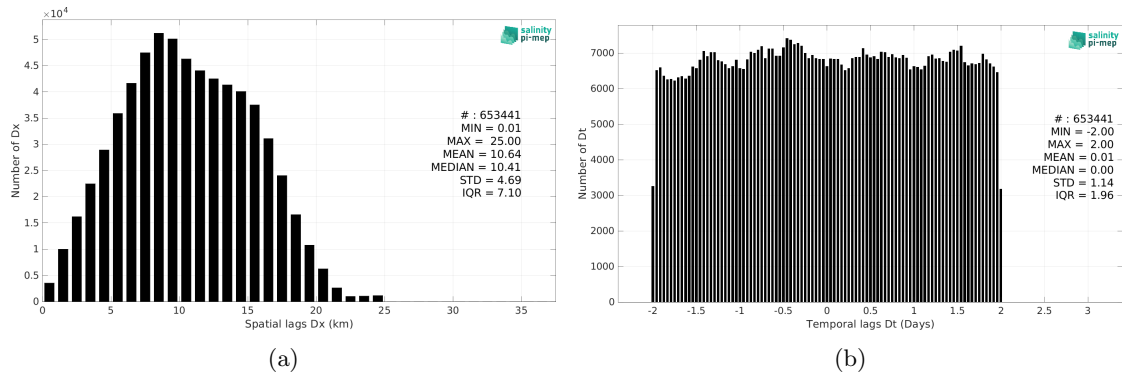 ×10⁴
5
4.5
4
3.5
3
2.5
2
1.5
1
0.5
0
Number of Dx
0 5 10 15 20 25 30 35
Spatial lags Dx (km)
salinity
pi-mep
# : 653441
MIN = 0.01
MAX = 25.00
MEAN = 10.64
MEDIAN = 10.41
STD = 4.69
IQR = 7.10
(a)
7000
6000
5000
4000
3000
2000
1000
0
Number of Dt
-2 -1.5 -1 -0.5 0 0.5 1 1.5 2 2.5 3
Temporal lags Dt (Days)
salinity
pi-mep
# : 653441
MIN = -2.00
MAX = 2.00
MEAN = 0.01
MEDIAN = 0.00
STD = 1.14
IQR = 1.96
(b)